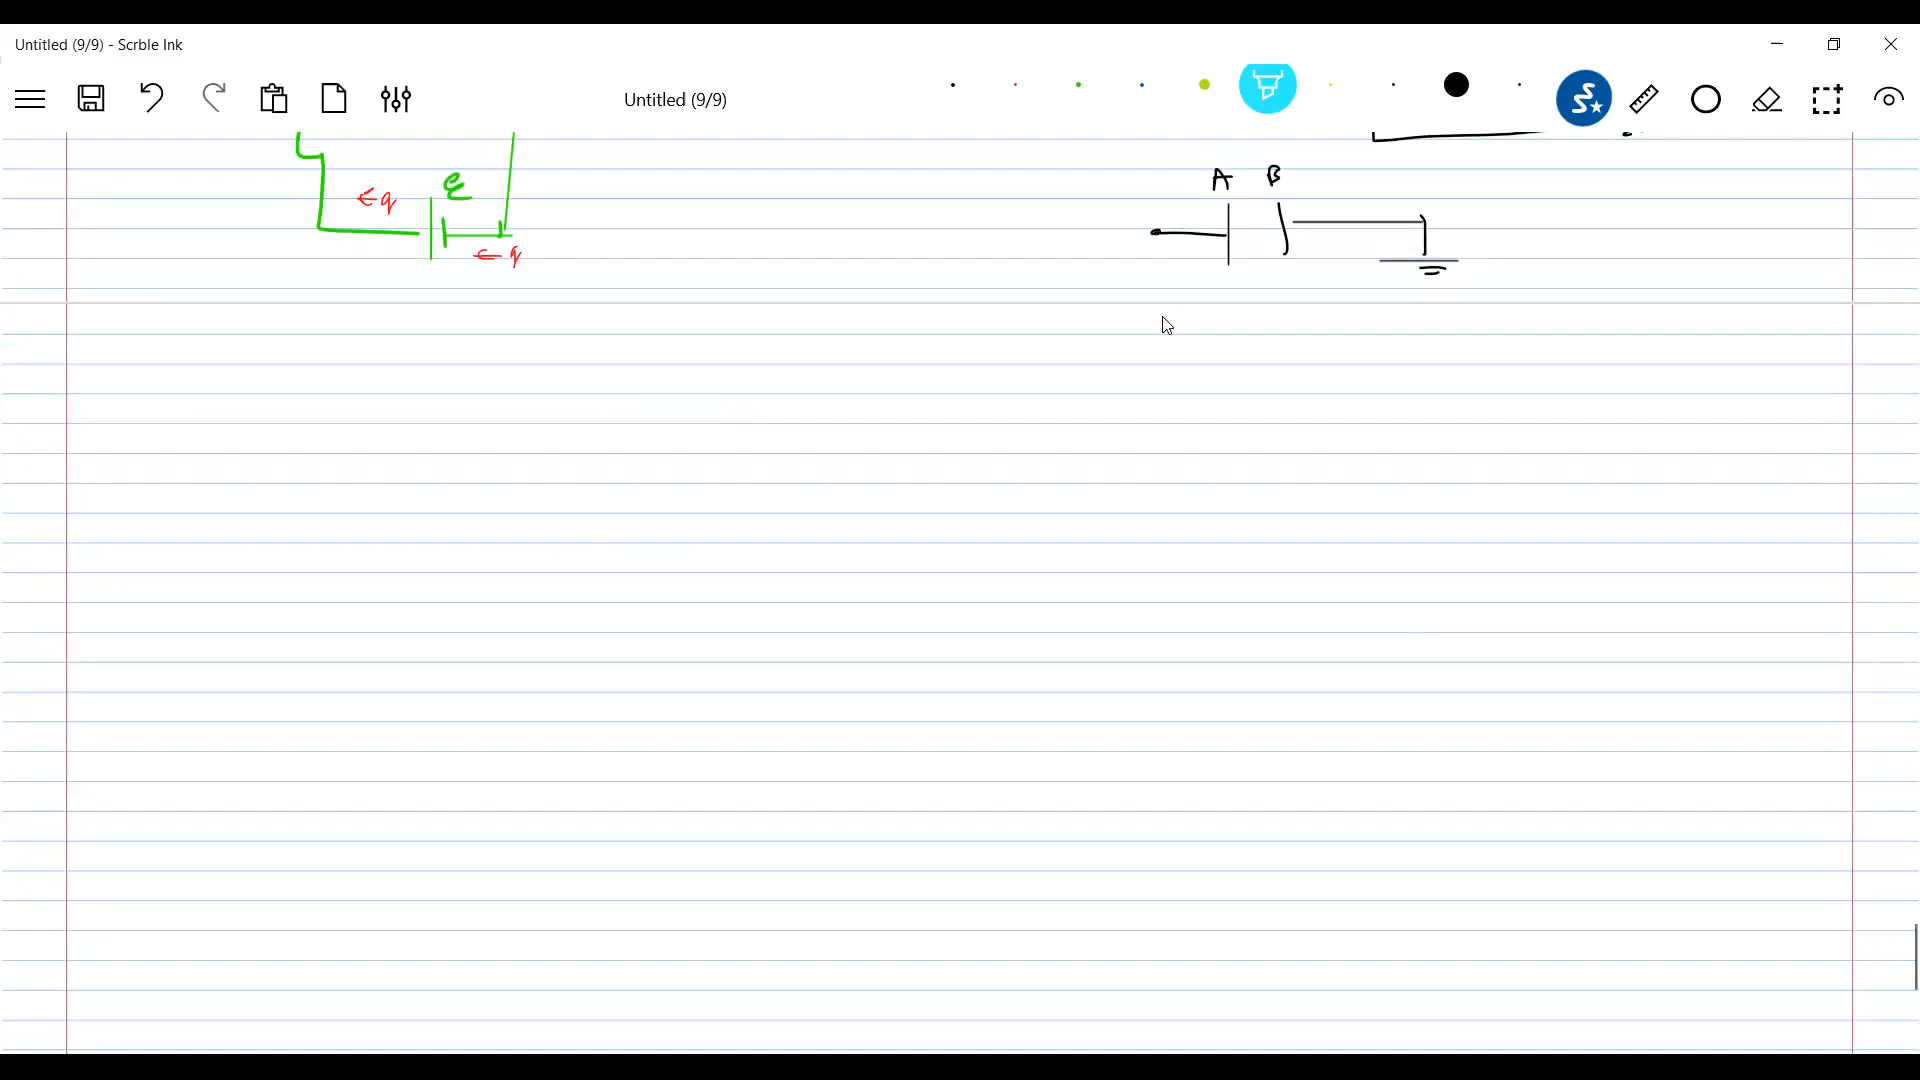 Untitled (9/9) - Scrble Ink
Untitled (9/9)
A B
←q
←q